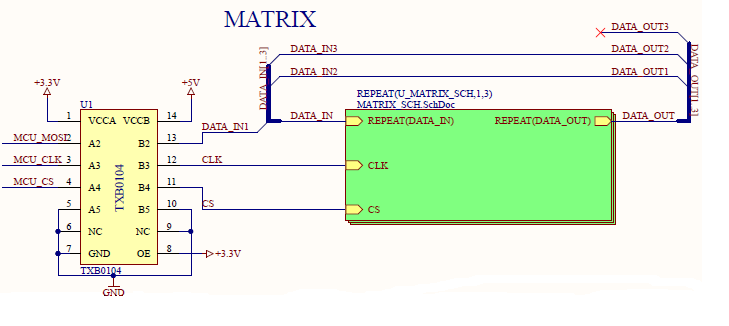 MATRIX
DATA_OUT3
DATA_IN3
DATA_OUT2
DATA_IN2
DATA_OUT1
DATA_IN[1..3]
DATA_OUT[1..3]
+3.3V
+5V
REPEAT(U_MATRIX_SCH,1,3)
MATRIX_SCH.SchDoc
U1
1 VCCA VCCB 14
DATA_IN REPEAT(DATA_IN) REPEAT(DATA_OUT) DATA_OUT
MCU_MOSI 2 A2 B2 13 DATA_IN1
MCU_CLK 3 A3 B3 12 CLK CLK
MCU_CS 4 A4 B4 11
5 A5 B5 10 CS CS
6 NC NC 9
7 GND OE 8 +3.3V
TXB0104
TXB0104
GND